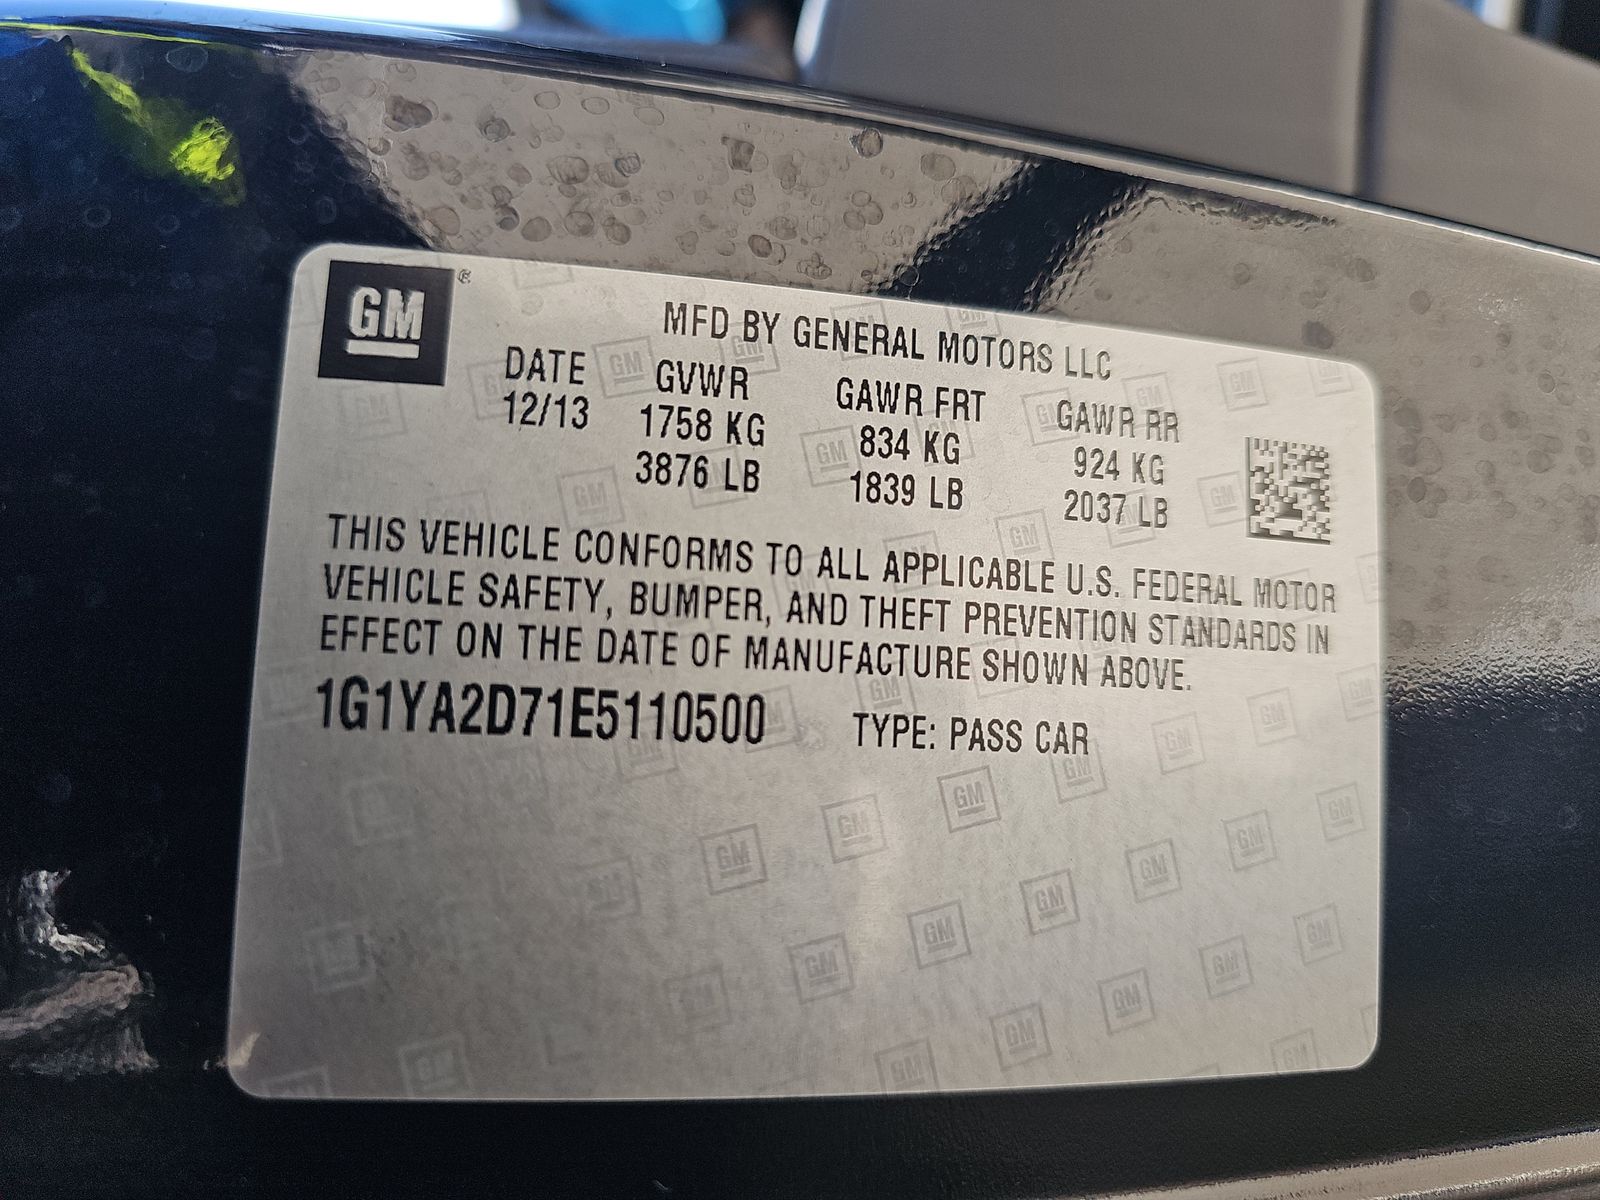 GM
MFD BY GENERAL MOTORS LLC
DATE GVWR GAWR FRT GAWR RR
12/13 1758 KG 834 KG 924 KG
3876 LB 1839 LB 2037 LB
THIS VEHICLE CONFORMS TO ALL APPLICABLE U.S. FEDERAL MOTOR
VEHICLE SAFETY, BUMPER, AND THEFT PREVENTION STANDARDS IN
EFFECT ON THE DATE OF MANUFACTURE SHOWN ABOVE.
1G1YA2D71E5110500 TYPE: PASS CAR